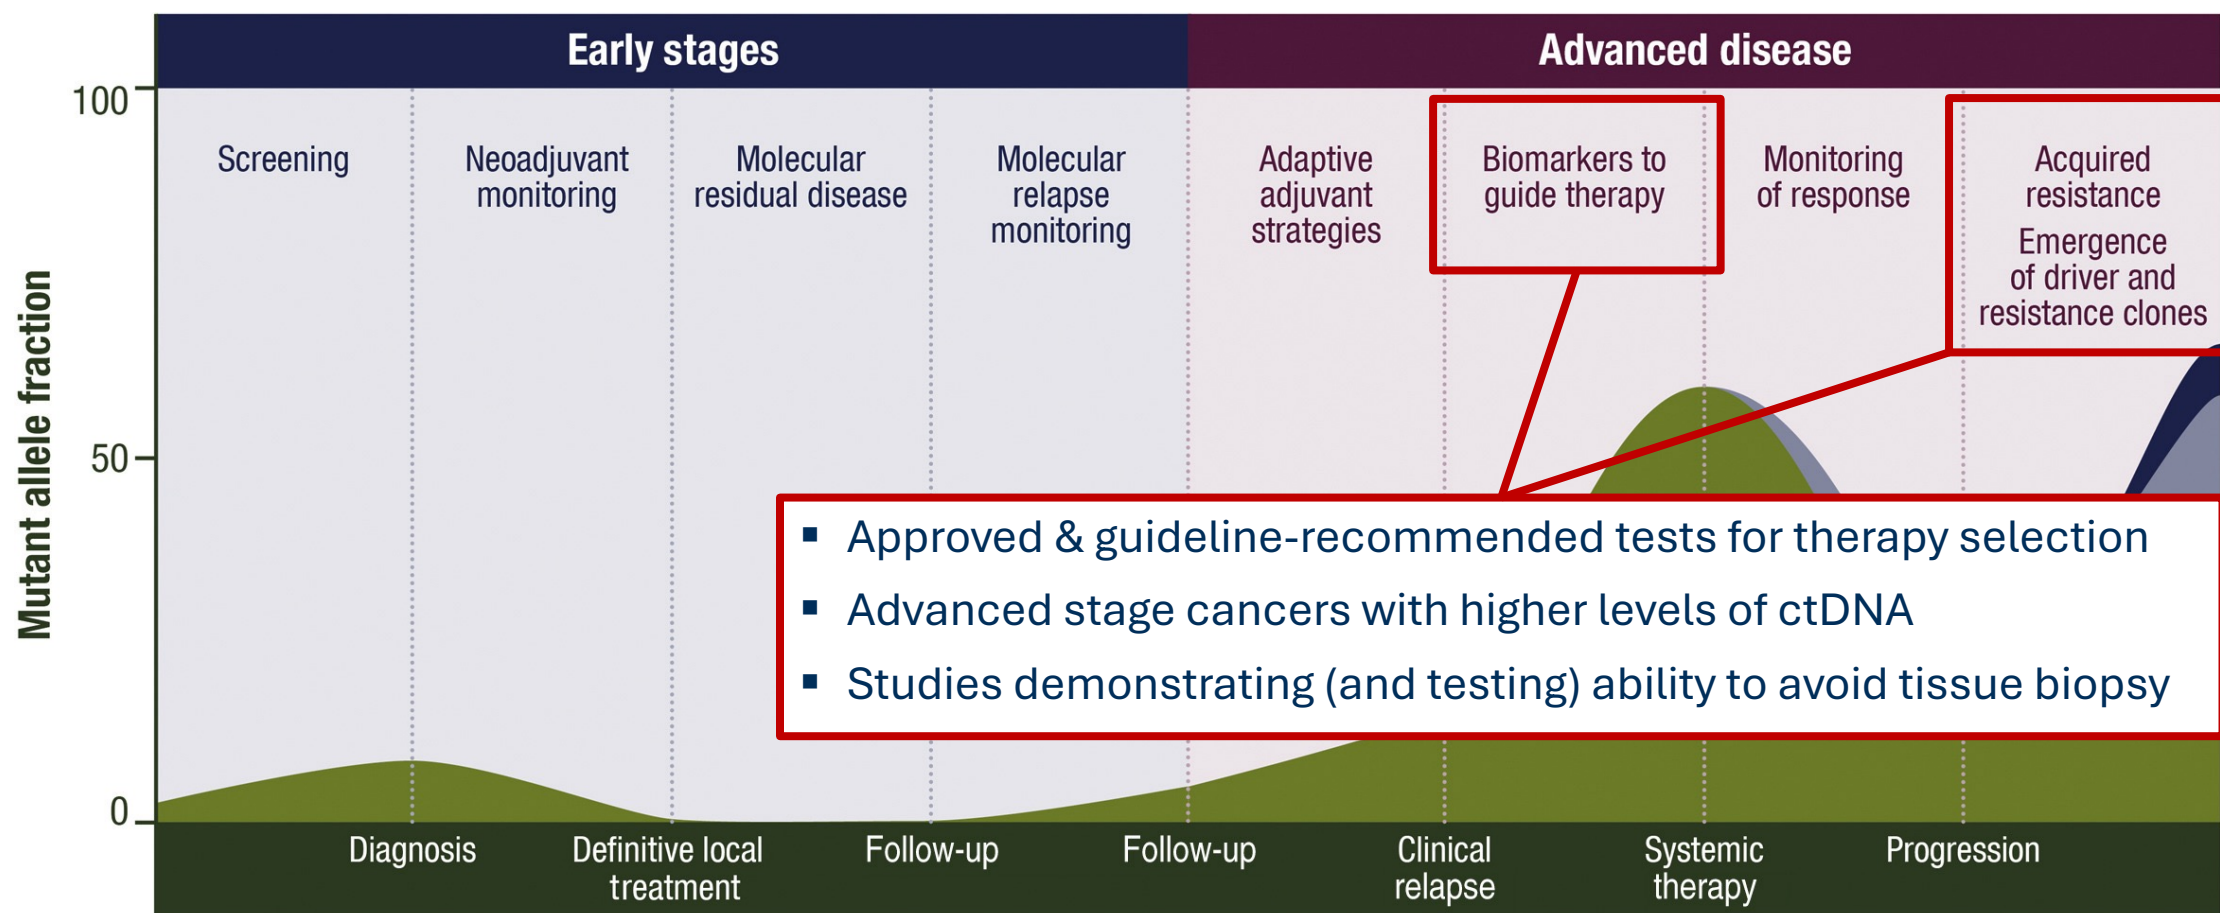 Early stages
Advanced disease
100
50
0
Mutant allele fraction
Screening
Neoadjuvant
monitoring
Molecular
residual disease
Molecular
relapse
monitoring
Adaptive
adjuvant
strategies
Biomarkers to
guide therapy
Monitoring
of response
Acquired
resistance
Emergence
of driver and
resistance clones
▪ Approved & guideline-recommended tests for therapy selection
▪ Advanced stage cancers with higher levels of ctDNA
▪ Studies demonstrating (and testing) ability to avoid tissue biopsy
Diagnosis
Definitive local
treatment
Follow-up
Follow-up
Clinical
relapse
Systemic
therapy
Progression